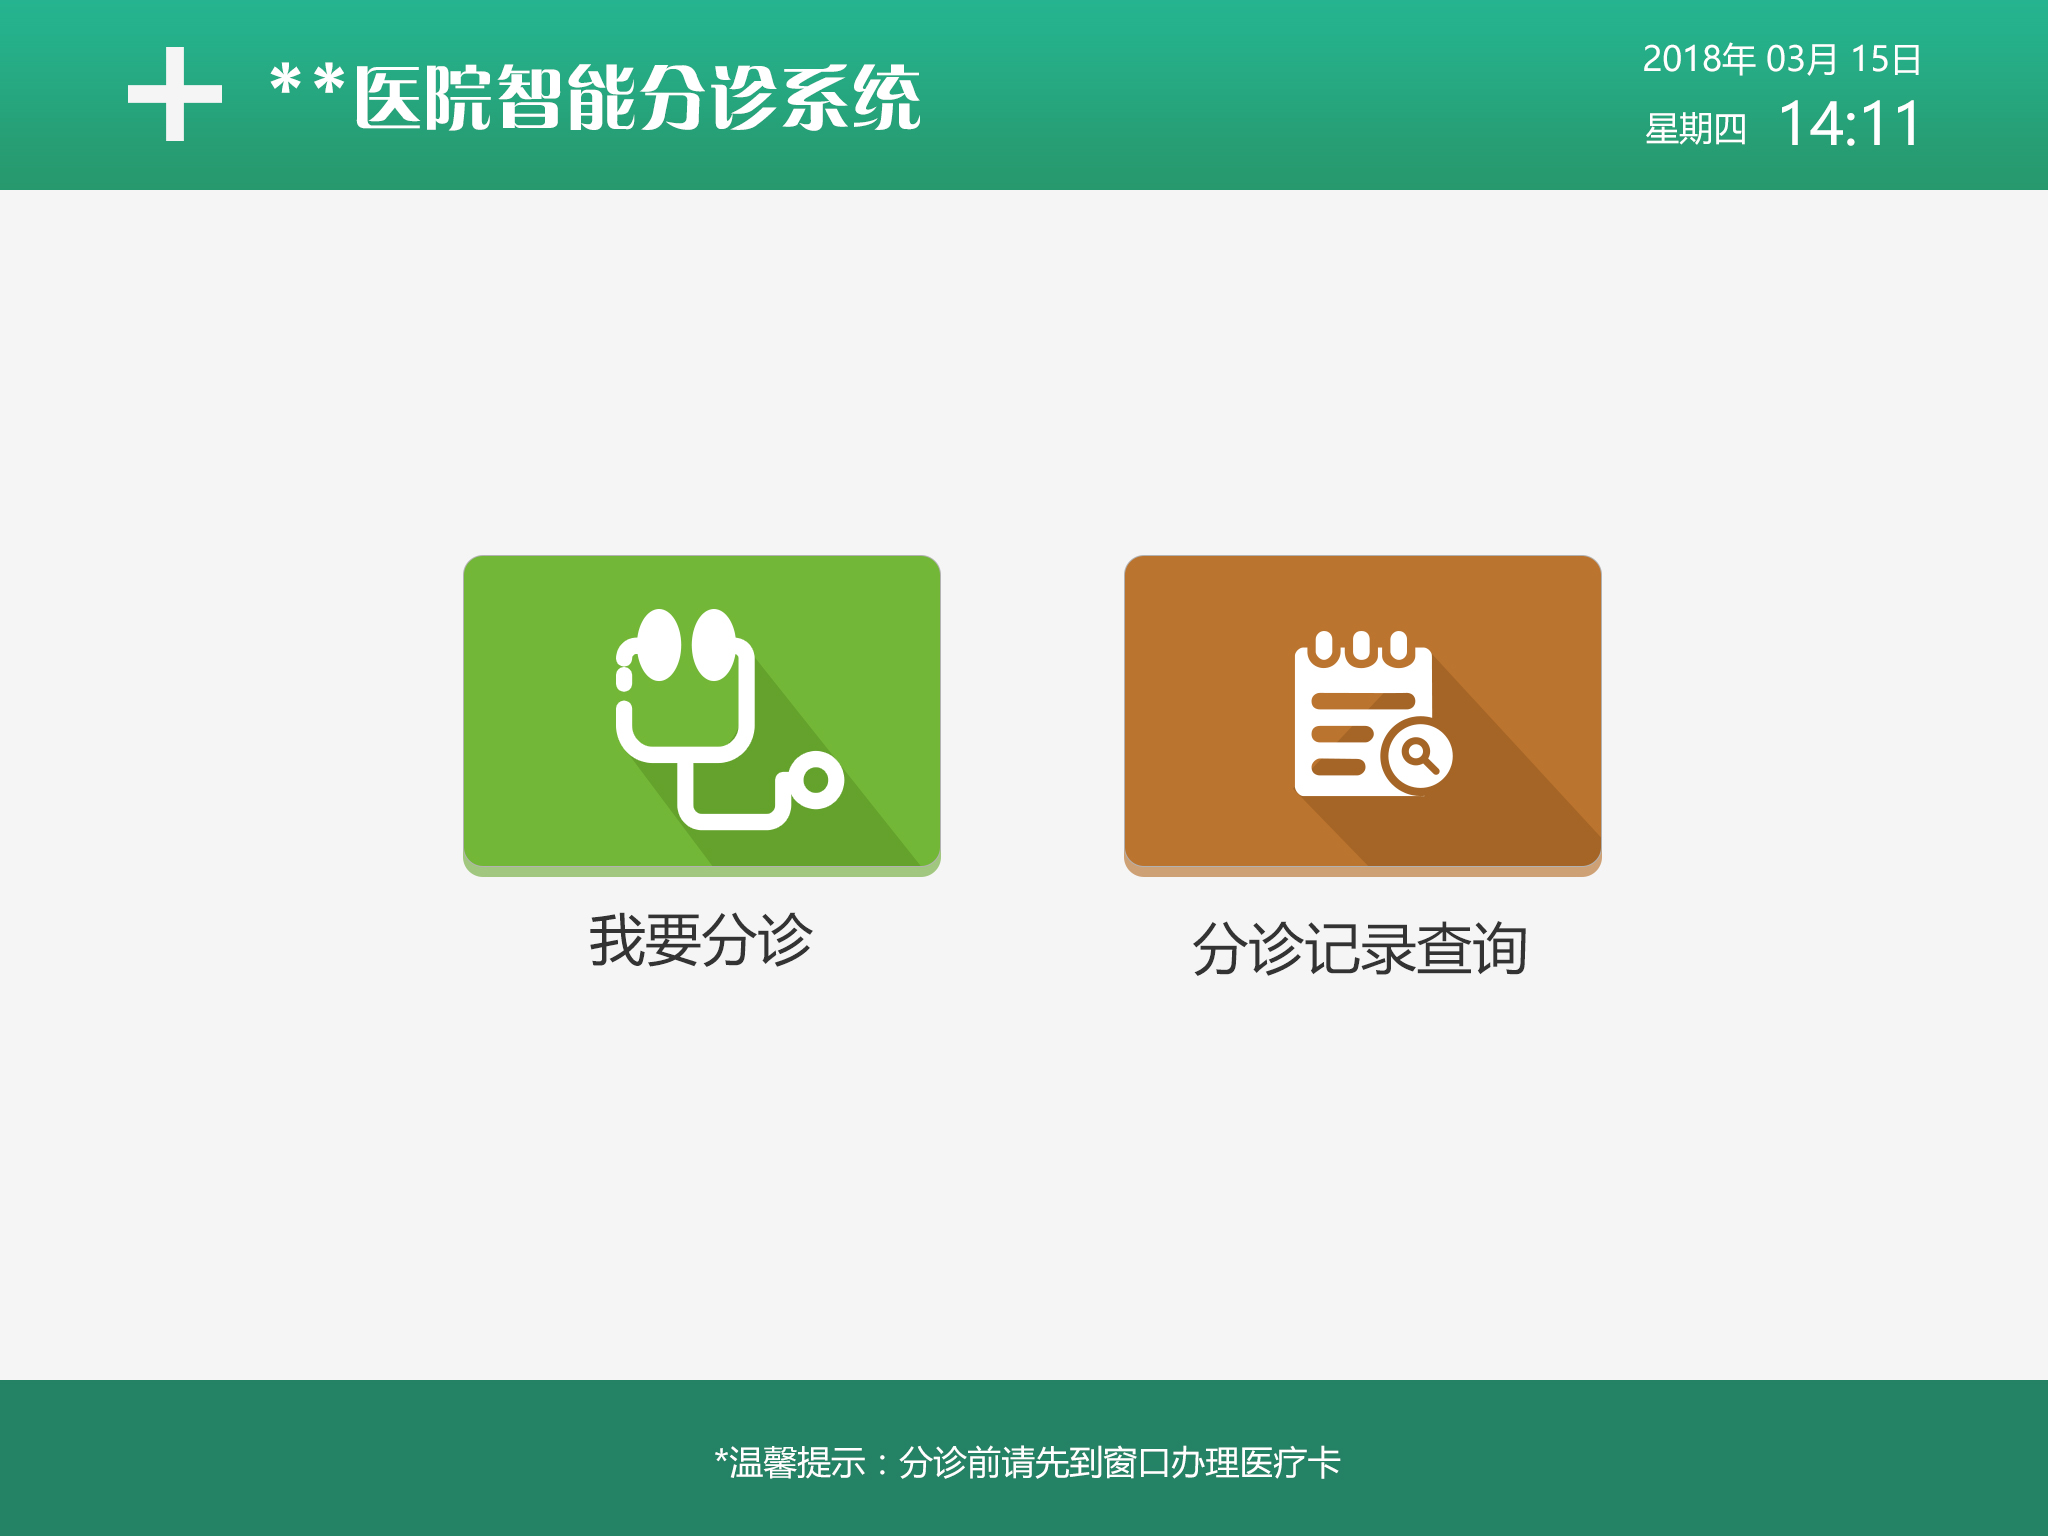 **医院智能分诊系统
2018年 03月 15日
星期四 14:11
我要分诊
分诊记录查询
*温馨提示：分诊前请先到窗口办理医疗卡